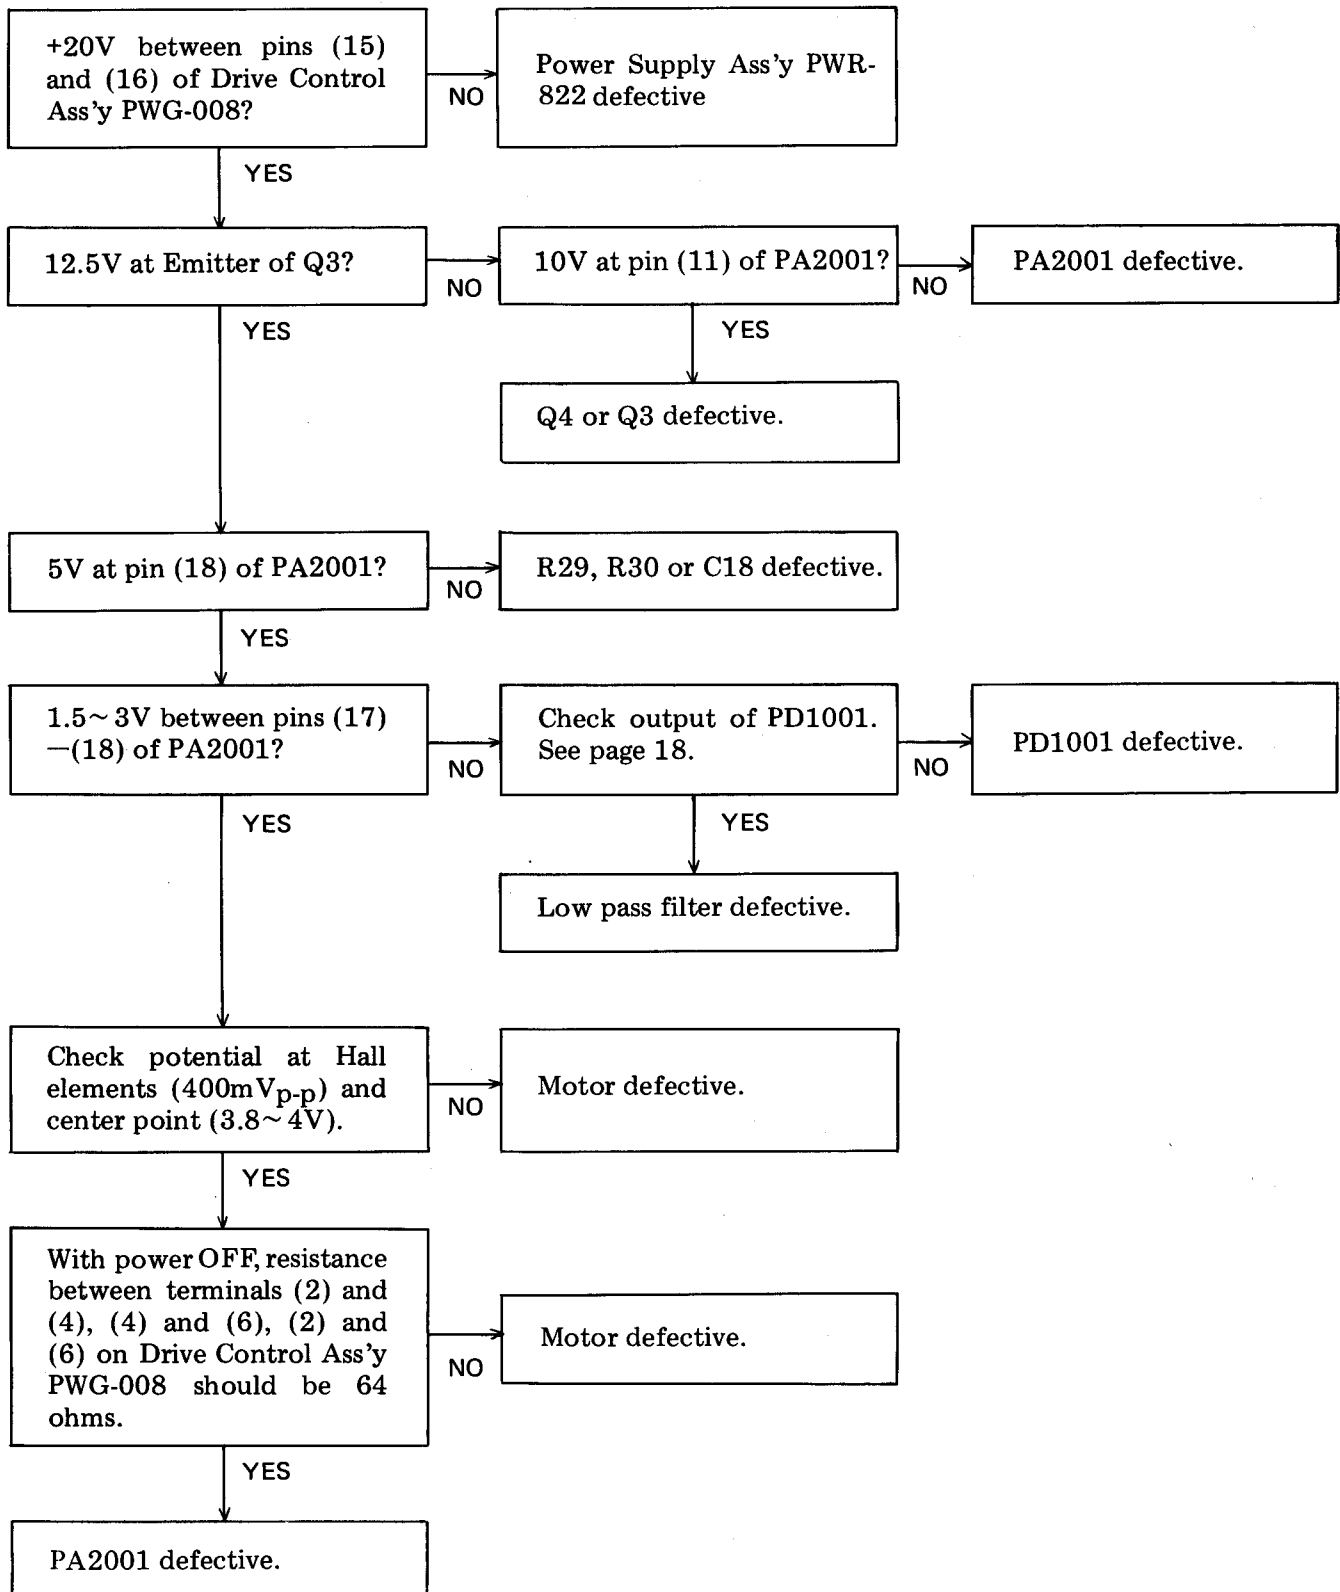 +20V between pins (15)
and (16) of Drive Control
Ass'y PWG-008?
NO
Power Supply Ass'y PWR-
822 defective
YES
12.5V at Emitter of Q3?
NO
10V at pin (11) of PA2001?
NO
PA2001 defective.
YES
YES
Q4 or Q3 defective.
5V at pin (18) of PA2001?
NO
R29, R30 or C18 defective.
YES
1.5~3V between pins (17)
—(18) of PA2001?
NO
Check output of PD1001.
See page 18.
NO
PD1001 defective.
YES
YES
Low pass filter defective.
Check potential at Hall
elements (400mVp-p) and
center point (3.8~4V).
NO
Motor defective.
YES
With power OFF, resistance
between terminals (2) and
(4), (4) and (6), (2) and
(6) on Drive Control Ass'y
PWG-008 should be 64
ohms.
NO
Motor defective.
YES
PA2001 defective.